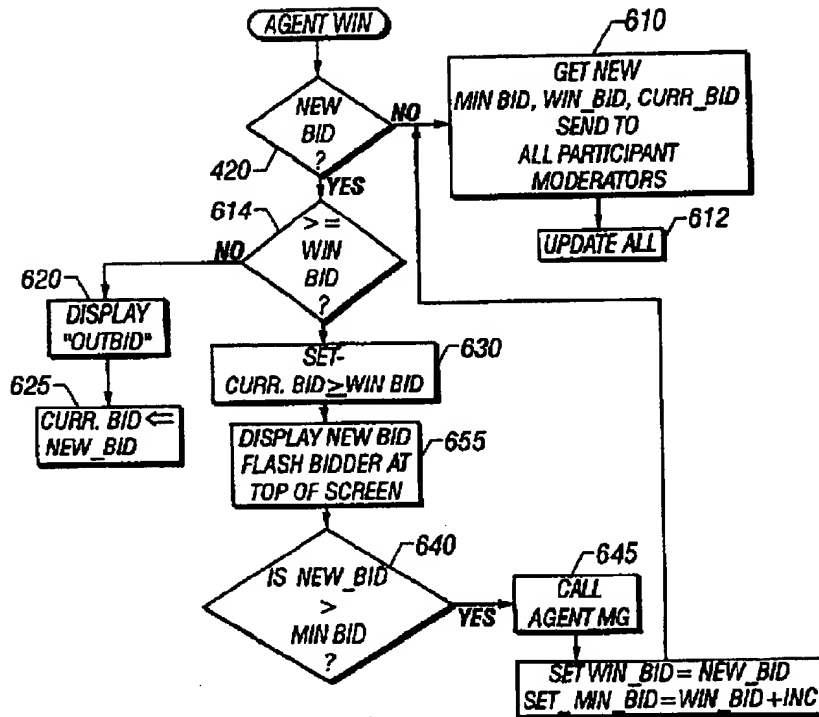 AGENT WIN
610
GET NEW
MIN BID, WIN_BID, CURR_BID
SEND TO
ALL PARTICIPANT
MODERATORS
NEW
BID
?
NO
420
YES
612
UPDATE ALL
614
> =
WIN
BID
?
NO
620
DISPLAY
"OUTBID"
630
SET-
CURR. BID ≥ WIN BID
625
CURR. BID ⇐
NEW_BID
655
DISPLAY NEW BID
FLASH BIDDER AT
TOP OF SCREEN
640
IS NEW_BID
>
MIN BID
?
YES
645
CALL
AGENT MG
SET WIN_BID = NEW_BID
SET_MIN_BID = WIN_BID + INC